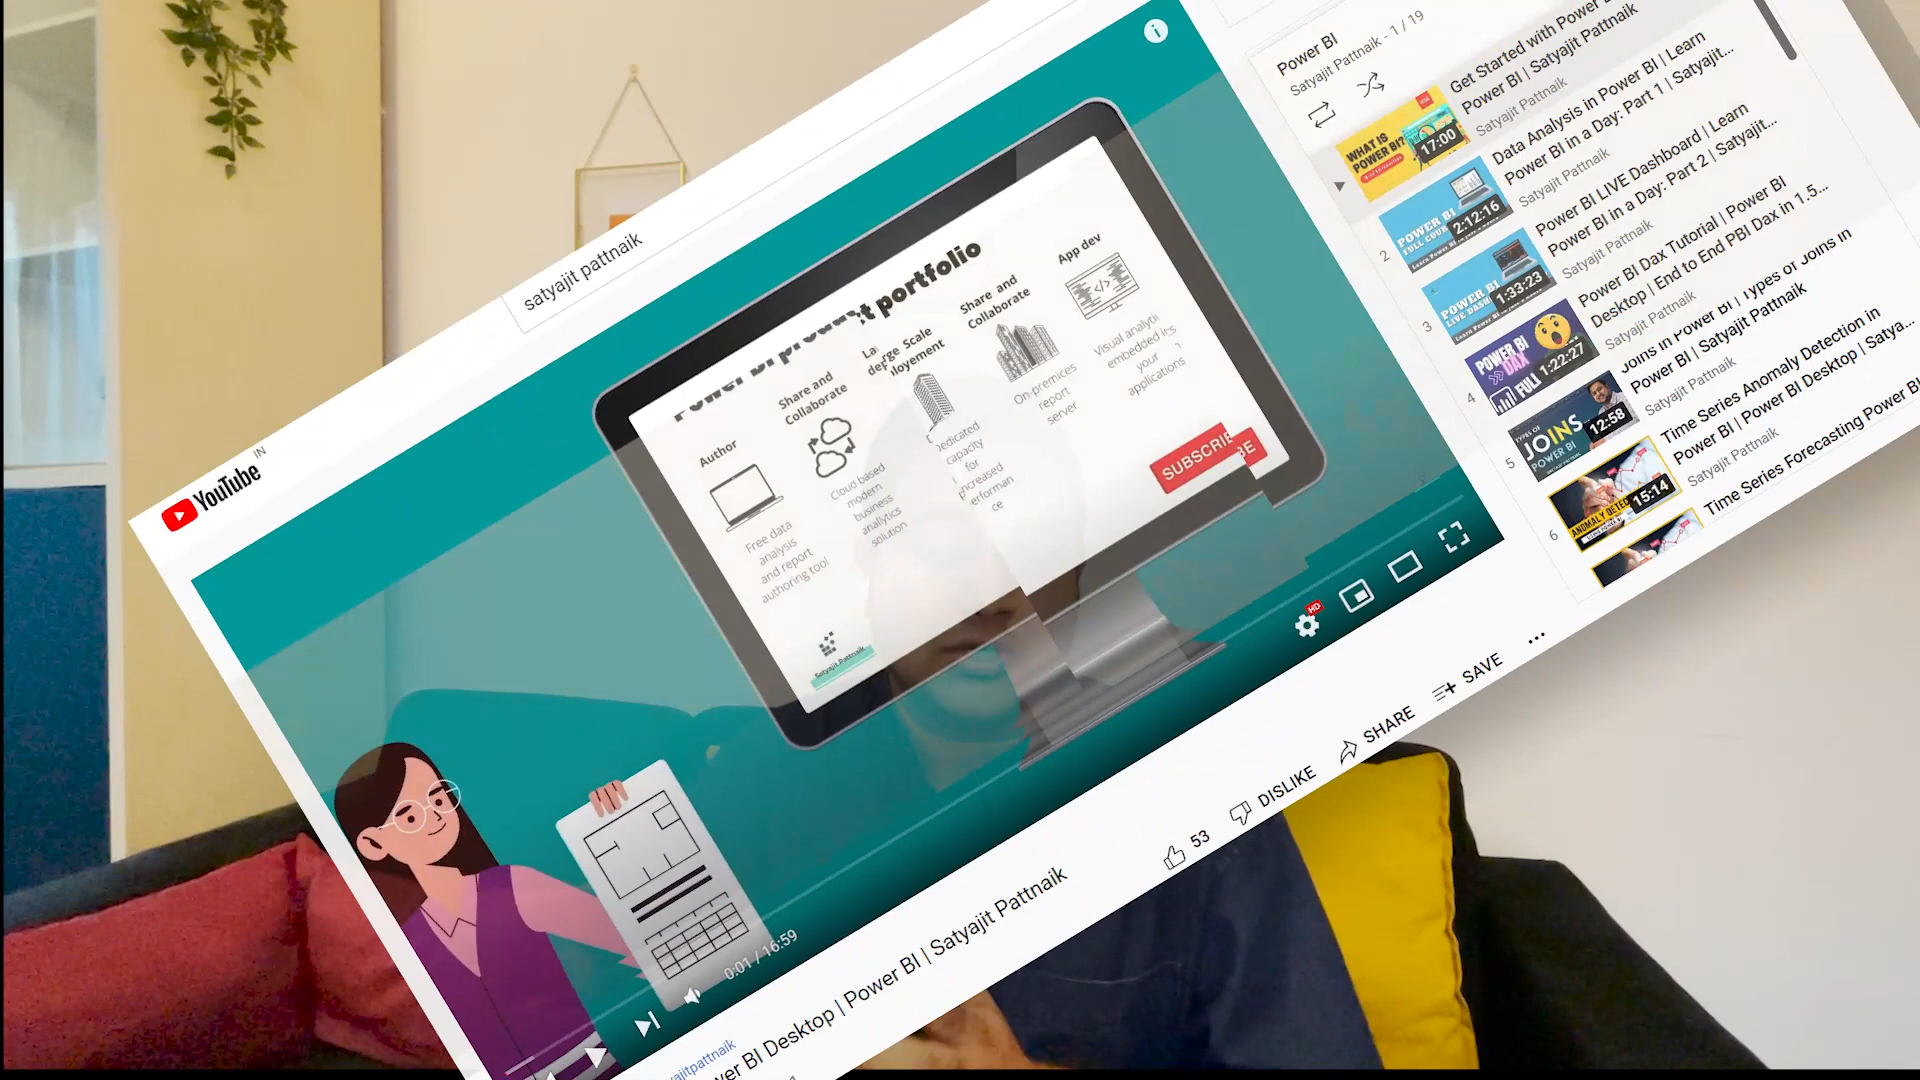 YouTube IN
satyajit pattnaik
Power BI product portfolio
Author
Free data
analysis
and report
authoring tool
Share and
Collaborate
Cloud based
modern
business
analytics
solution
Large Scale
deployement
Dedicated
capacity
for
increased
performan
ce
Share and
Collaborate
On-premices
report
server
App dev
Visual analytic
embedded
your
applications
SUBSCRIBE
Satyajit Pattnaik
0:01 / 16:59
HD
BI Desktop | Power BI | Satyajit Pattnaik
53
DISLIKE
SHARE
SAVE
Power BI
Satyajit Pattnaik - 1 / 19
WHAT IS
POWER BI?
17:00
Get Started with Power
Power BI | Satyajit Pattnaik
Satyajit Pattnaik
2
POWER BI
FULL COUR
2:12:16
Data Analysis in Power BI | Learn
Power BI in a Day: Part 1 | Satyajit...
Satyajit Pattnaik
3
POWER BI
LIVE DASH
1:33:23
Power BI LIVE Dashboard | Learn
Power BI in a Day: Part 2 | Satyajit...
Satyajit Pattnaik
4
POWER BI
DAX
FULL
1:22:27
Power BI Dax Tutorial | Power BI
Desktop | End to End PBI Dax in 1.5...
Satyajit Pattnaik
5
TYPES OF
JOINS
POWER BI
12:58
Joins in Power BI | Types of Joins in
Power BI | Satyajit Pattnaik
Satyajit Pattnaik
6
ANOMALY DETEC
15:14
Time Series Anomaly Detection in
Power BI | Power BI Desktop | Satya...
Satyajit Pattnaik
Time Series Forecasting Power BI